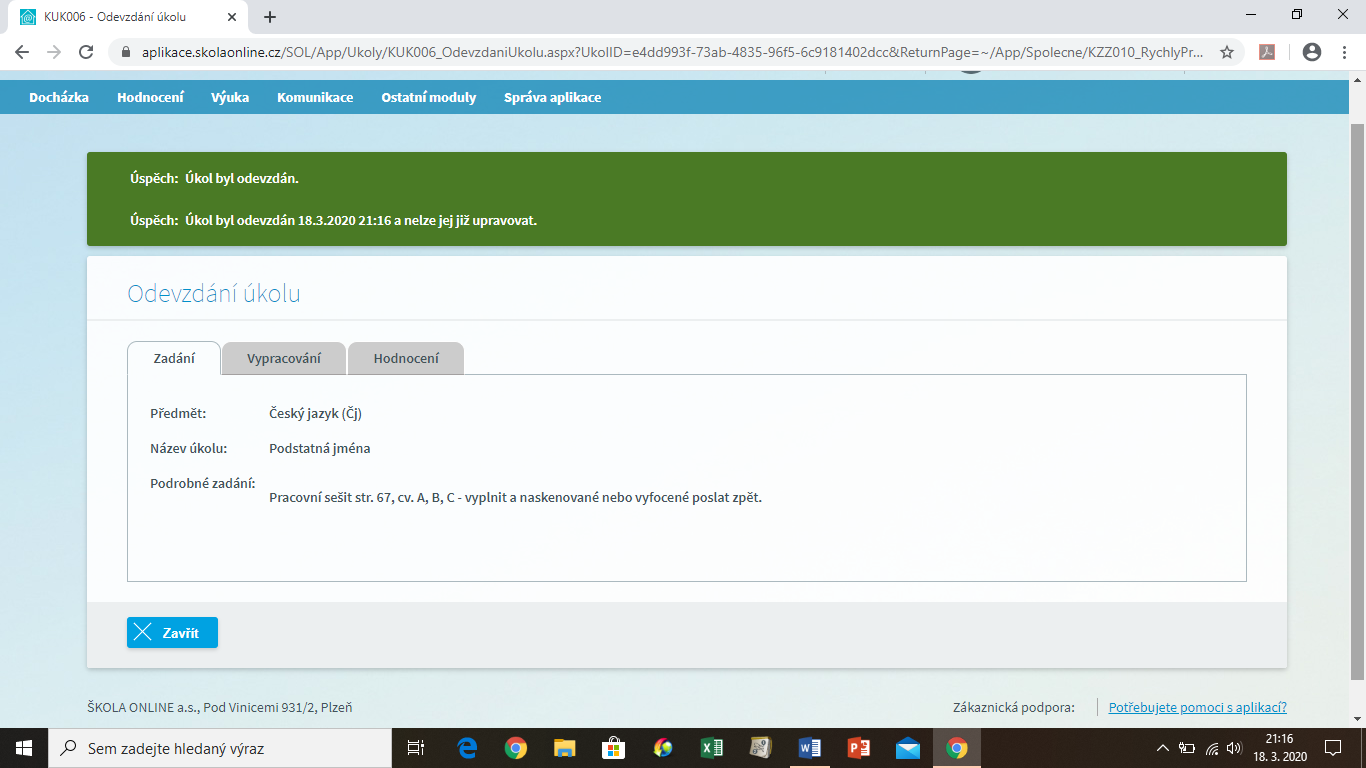 KUK006 - Odevzdání úkolu
aplikace.skolaonline.cz/SOL/App/Ukoly/KUK006_OdevzdaniUkolu.aspx?UkolID=e4dd993f-73ab-4835-96f5-6c9181402dcc&ReturnPage=~/App/Spolecne/KZZ010_RychlyPr...
Docházka Hodnocení Výuka Komunikace Ostatní moduly Správa aplikace
Úspěch: Úkol byl odevzdán.
Úspěch: Úkol byl odevzdán 18.3.2020 21:16 a nelze jej již upravovat.
Odevzdání úkolu
Zadání Vypracování Hodnocení
Předmět: Český jazyk (Čj)
Název úkolu: Podstatná jména
Podrobné zadání:
Pracovní sešit str. 67, cv. A, B, C - vyplnit a naskenované nebo vyfocené poslat zpět.
Zavřít
ŠKOLA ONLINE a.s., Pod Vinicemi 931/2, Plzeň Zákaznická podpora: Potřebujete pomoci s aplikací?
Sem zadejte hledaný výraz
21:16
18. 3. 2020